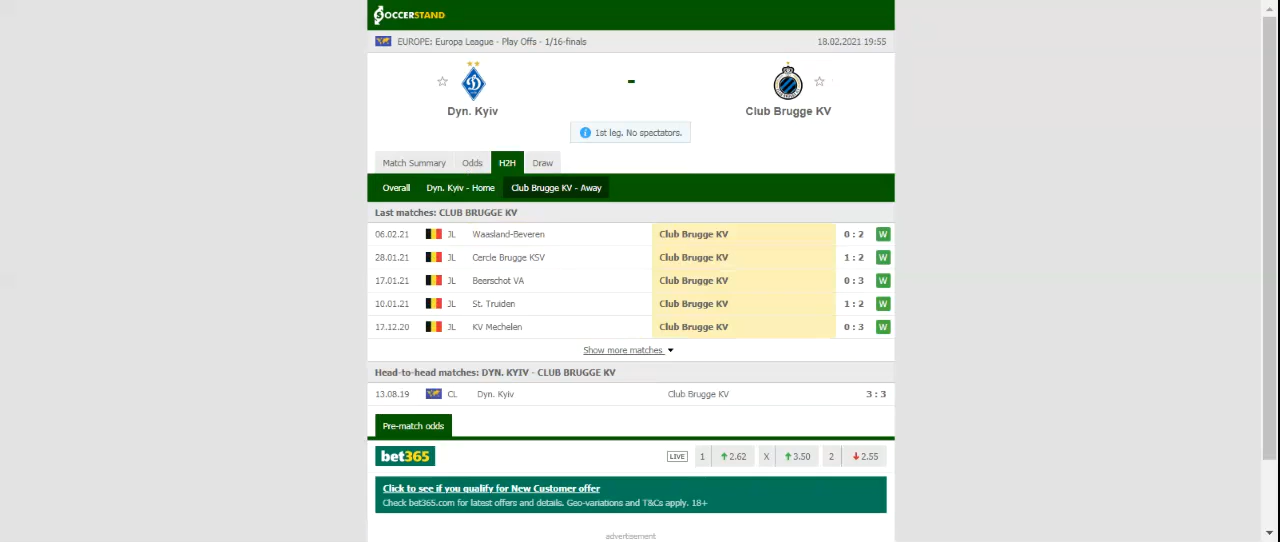 SOCCERSTAND
EUROPE: Europa League - Play Offs - 1/16-finals 18.02.2021 19:55
Dyn. Kyiv - Club Brugge KV
1st leg. No spectators.
Match Summary Odds H2H Draw
Overall Dyn. Kyiv - Home Club Brugge KV - Away
Last matches: CLUB BRUGGE KV
06.02.21 JL Waasland-Beveren Club Brugge KV 0 : 2 W
28.01.21 JL Cercle Brugge KSV Club Brugge KV 1 : 2 W
17.01.21 JL Beerschot VA Club Brugge KV 0 : 3 W
10.01.21 JL St. Truiden Club Brugge KV 1 : 2 W
17.12.20 JL KV Mechelen Club Brugge KV 0 : 3 W
Show more matches
Head-to-head matches: DYN. KYIV - CLUB BRUGGE KV
13.08.19 CL Dyn. Kyiv Club Brugge KV 3 : 3
Pre-match odds
bet365 LIVE 1 2.62 X 3.50 2 2.55
Click to see if you qualify for New Customer offer
Check bet365.com for latest offers and details. Geo-variations and T&Cs apply. 18+
advertisement